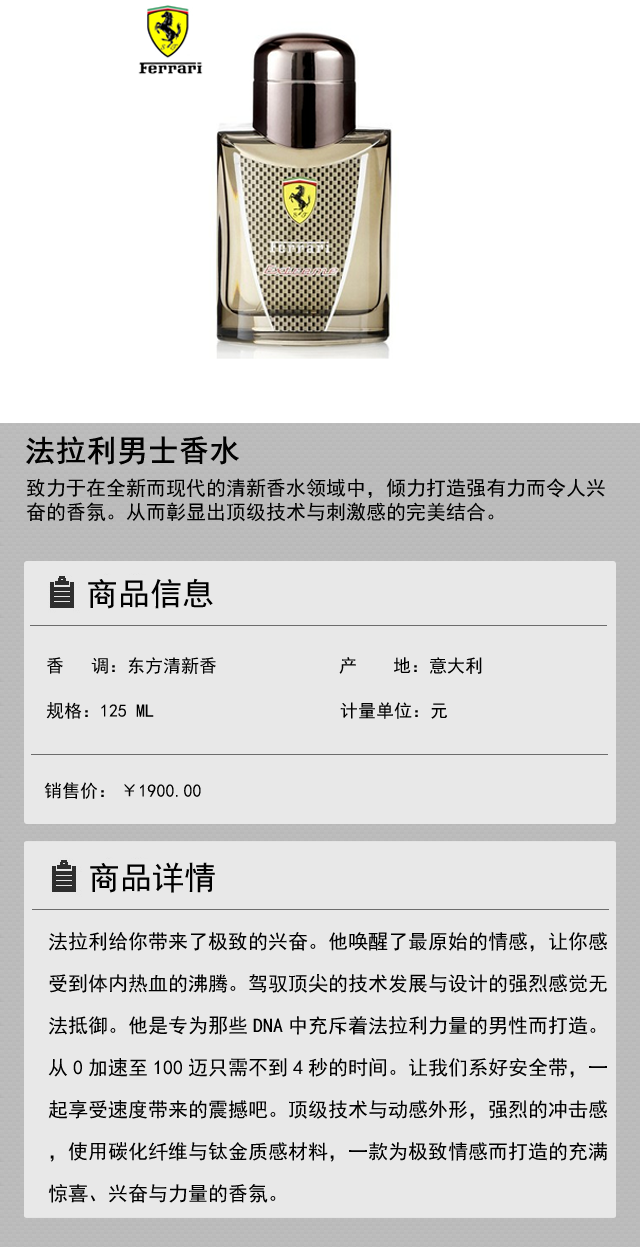 Ferrari
Ferrari
法拉利男士香水
致力于在全新而现代的清新香水领域中，倾力打造强有力而令人兴
奋的香氛。从而彰显出顶级技术与刺激感的完美结合。
商品信息
香 调：东方清新香 产 地：意大利
规格：125 ML 计量单位：元
销售价：￥1900.00
商品详情
法拉利给你带来了极致的兴奋。他唤醒了最原始的情感，让你感
受到体内热血的沸腾。驾驭顶尖的技术发展与设计的强烈感觉无
法抵御。他是专为那些 DNA 中充斥着法拉利力量的男性而打造。
从 0 加速至 100 迈只需不到 4 秒的时间。让我们系好安全带，一
起享受速度带来的震撼吧。顶级技术与动感外形，强烈的冲击感
，使用碳化纤维与钛金质感材料，一款为极致情感而打造的充满
惊喜、兴奋与力量的香氛。